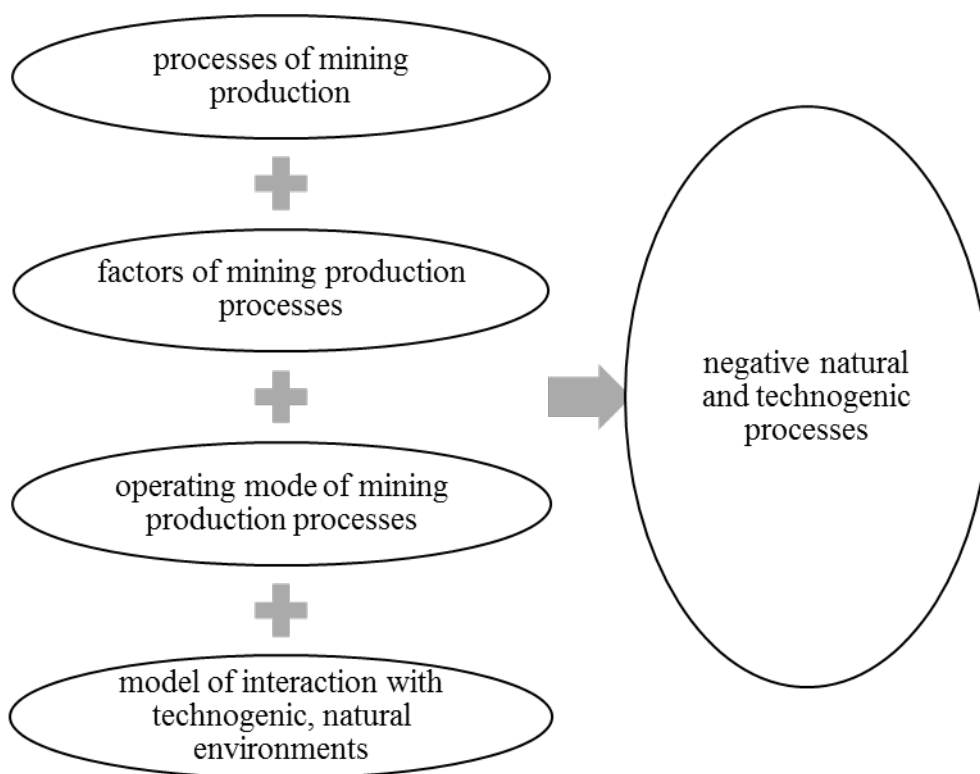 processes of mining
production
factors of mining production
processes
operating mode of mining
production processes
model of interaction with
technogenic, natural
environments
negative natural
and technogenic
processes